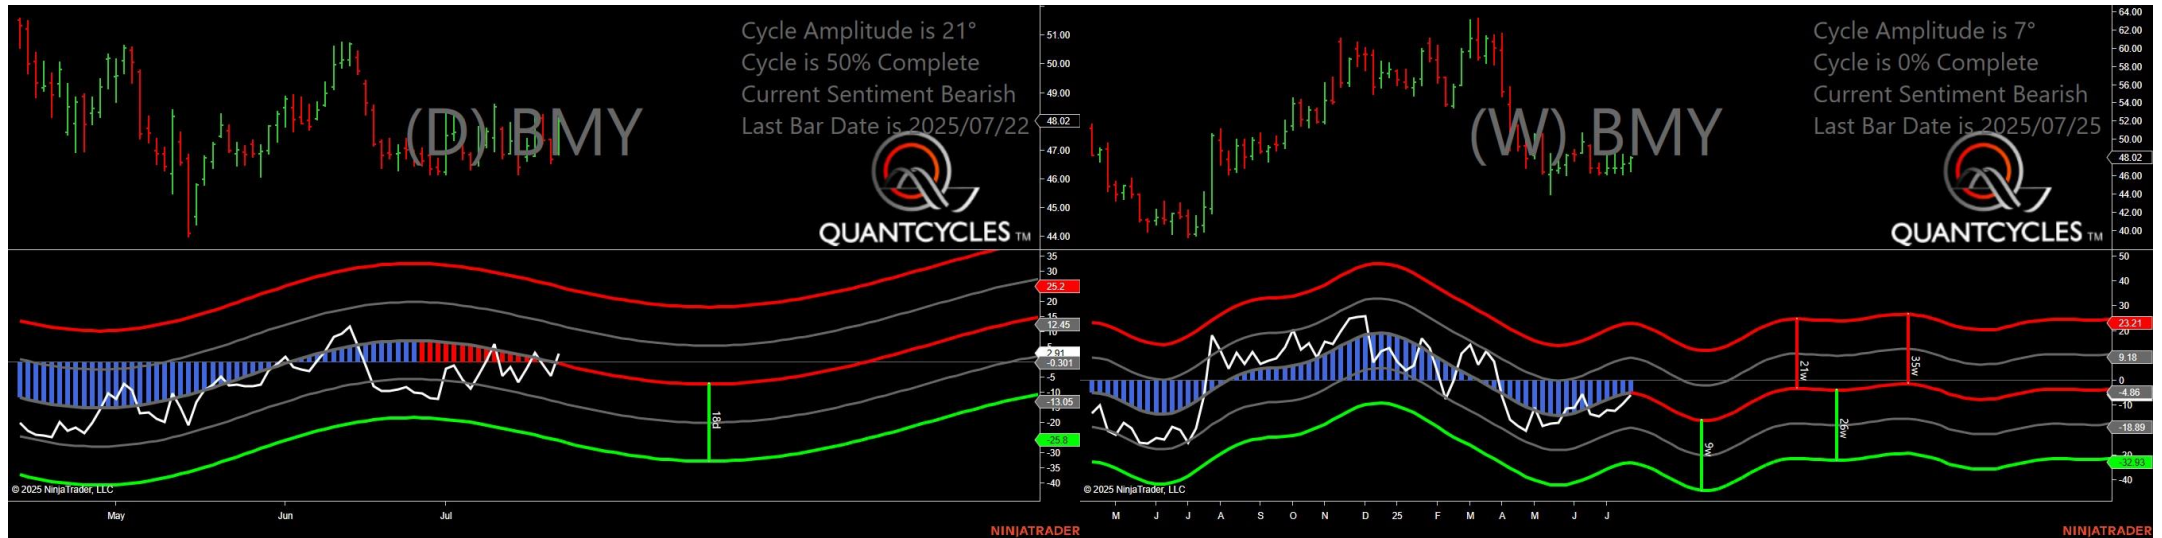 Cycle Amplitude is 21°
Cycle is 50% Complete
Current Sentiment Bearish
Last Bar Date is 2025/07/22
(D) BMY
QUANTCYCLES TM
51.00
50.00
49.00
48.02
47.00
46.00
45.00
44.00
35
30
25.2
20
15
12.45
2.91
-0.301
-5
-13.05
-20
-25.8
-30
-35
-40
18d
© 2025 NinjaTrader, LLC
May
Jun
Jul
NINJATRADER
Cycle Amplitude is 7°
Cycle is 0% Complete
Current Sentiment Bearish
Last Bar Date is 2025/07/25
(W) BMY
QUANTCYCLES TM
64.00
62.00
60.00
58.00
56.00
54.00
52.00
50.00
48.02
46.00
44.00
42.00
40.00
50
40
30
23.21
20
9.18
0
-4.86
-10
-18.89
-32.93
-40
9w
21w
26w
35w
© 2025 NinjaTrader, LLC
M
J
J
A
S
O
N
D
25
F
M
A
M
J
J
NINJATRADER